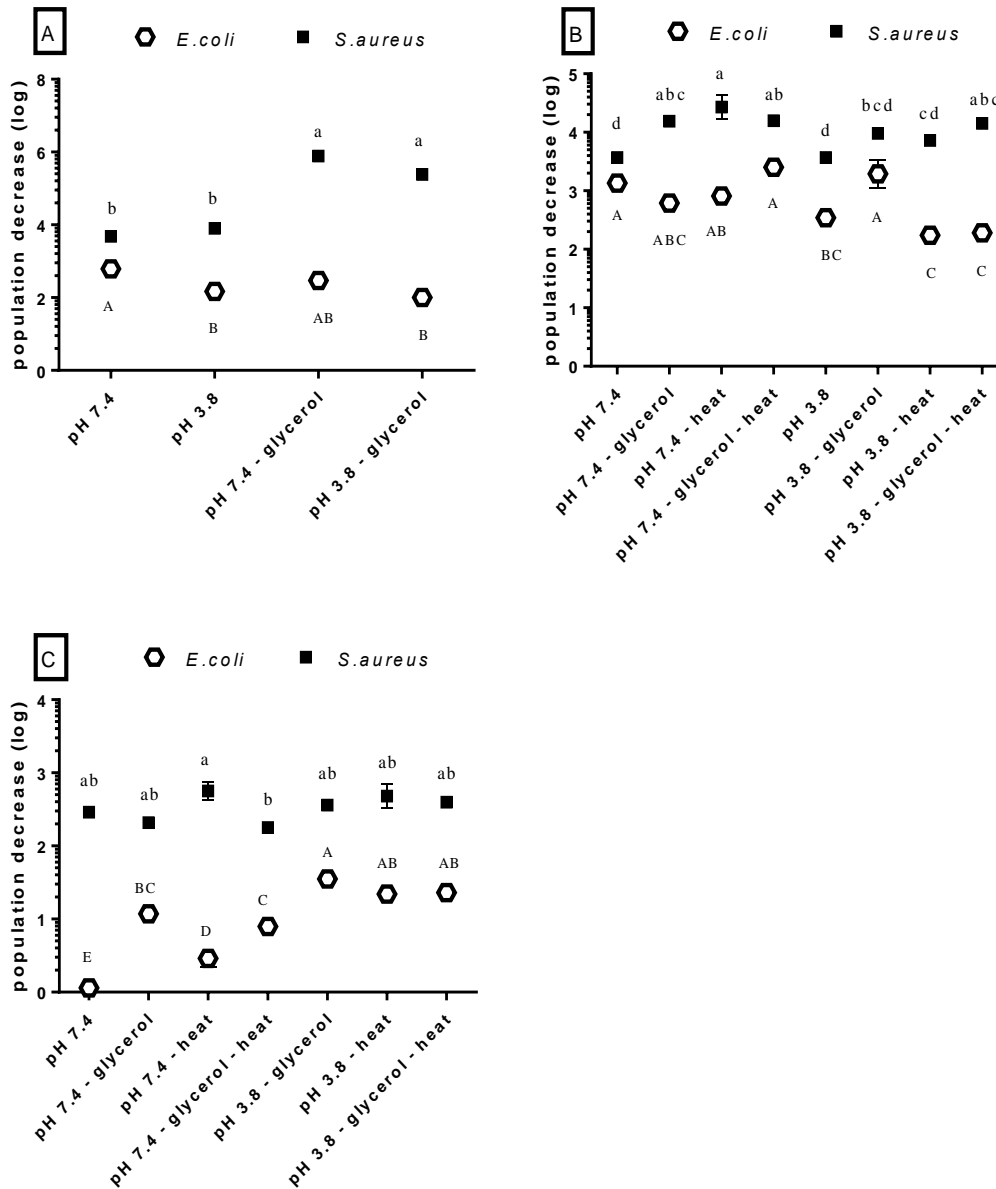 A
E.coli
S.aureus
population decrease (log)
8
6
4
2
0
b
b
a
a
A
B
AB
B
pH 7.4
pH 3.8
pH 7.4 - glycerol
pH 3.8 - glycerol
B
E.coli
S.aureus
population decrease (log)
5
4
3
2
1
0
d
abc
a
ab
d
bcd
cd
abc
A
ABC
AB
A
BC
A
C
C
pH 7.4
pH 7.4 - glycerol
pH 7.4 - heat
pH 7.4 - glycerol - heat
pH 3.8
pH 3.8 - glycerol
pH 3.8 - heat
pH 3.8 - glycerol - heat
C
E.coli
S.aureus
population decrease (log)
4
3
2
1
0
ab
ab
a
b
ab
ab
ab
E
BC
D
C
A
AB
AB
pH 7.4
pH 7.4 - glycerol
pH 7.4 - heat
pH 7.4 - glycerol - heat
pH 3.8 - glycerol
pH 3.8 - heat
pH 3.8 - glycerol - heat